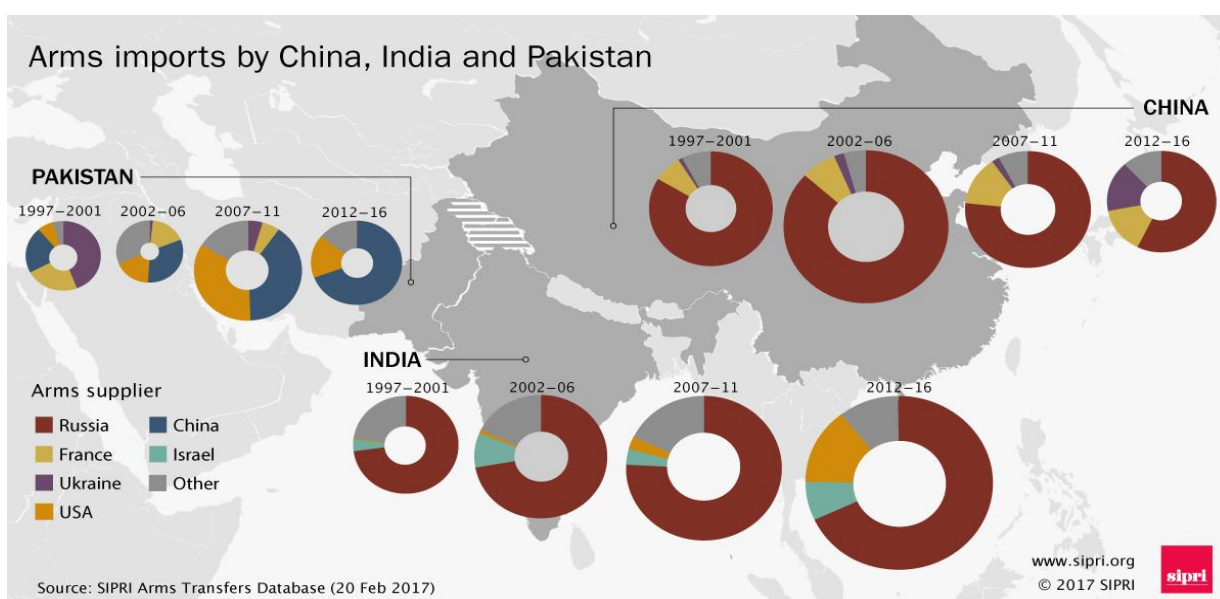 Arms imports by China, India and Pakistan
CHINA
1997–2001
2002–06
2007–11
2012–16
PAKISTAN
1997–2001
2002–06
2007–11
2012–16
INDIA
1997–2001
2002–06
2007–11
2012–16
Arms supplier
Russia
China
France
Israel
Ukraine
Other
USA
www.sipri.org
© 2017 SIPRI
sipri
Source: SIPRI Arms Transfers Database (20 Feb 2017)